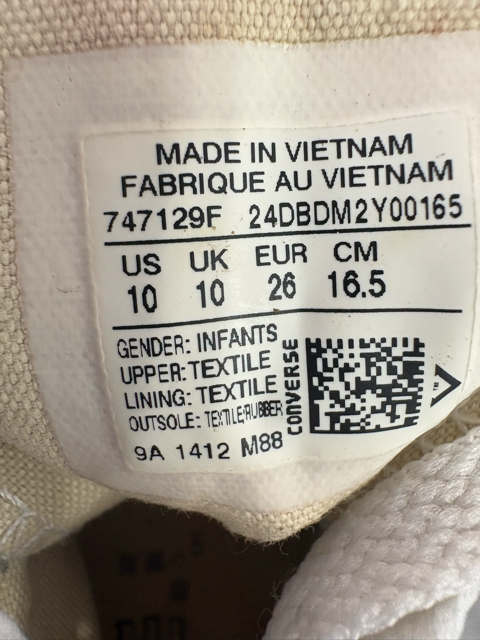 MADE IN VIETNAM
FABRIQUE AU VIETNAM
747129F 24DBDM2Y00165
US UK EUR CM
10 10 26 16.5
GENDER: INFANTS
UPPER: TEXTILE
LINING: TEXTILE
OUTSOLE: TEXTILE/RUBBER
9A 1412 M88
CONVERSE
™